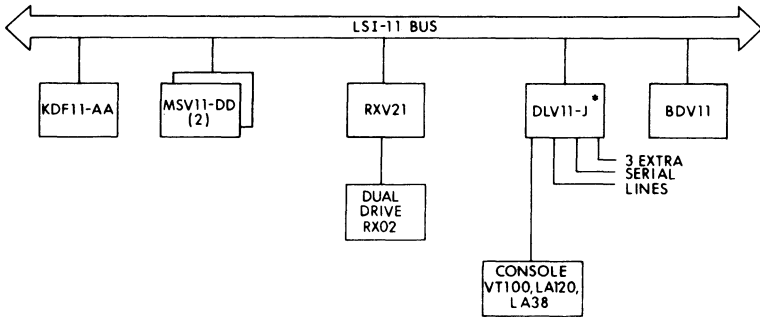 LSI-11 BUS
KDF11-AA
MSV11-DD
(2)
RXV21
DLV11-J*
BDV11
3 EXTRA
SERIAL
LINES
DUAL
DRIVE
RX02
CONSOLE
VT100, LA120,
LA38